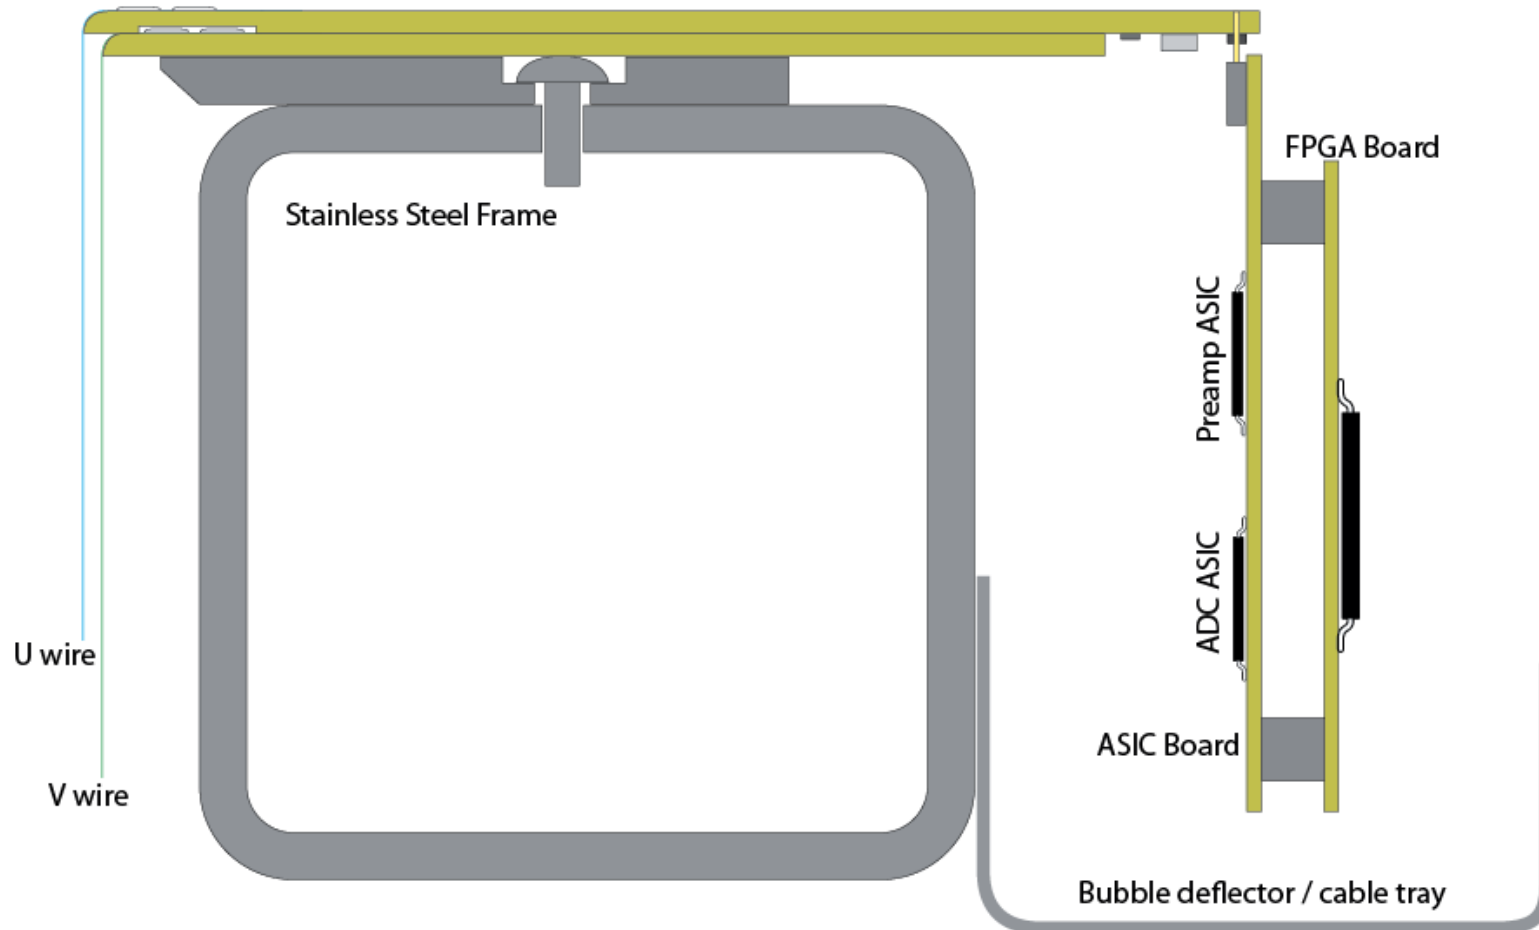 FPGA Board
Stainless Steel Frame
Preamp ASIC
ADC ASIC
U wire
ASIC Board
V wire
Bubble deflector / cable tray